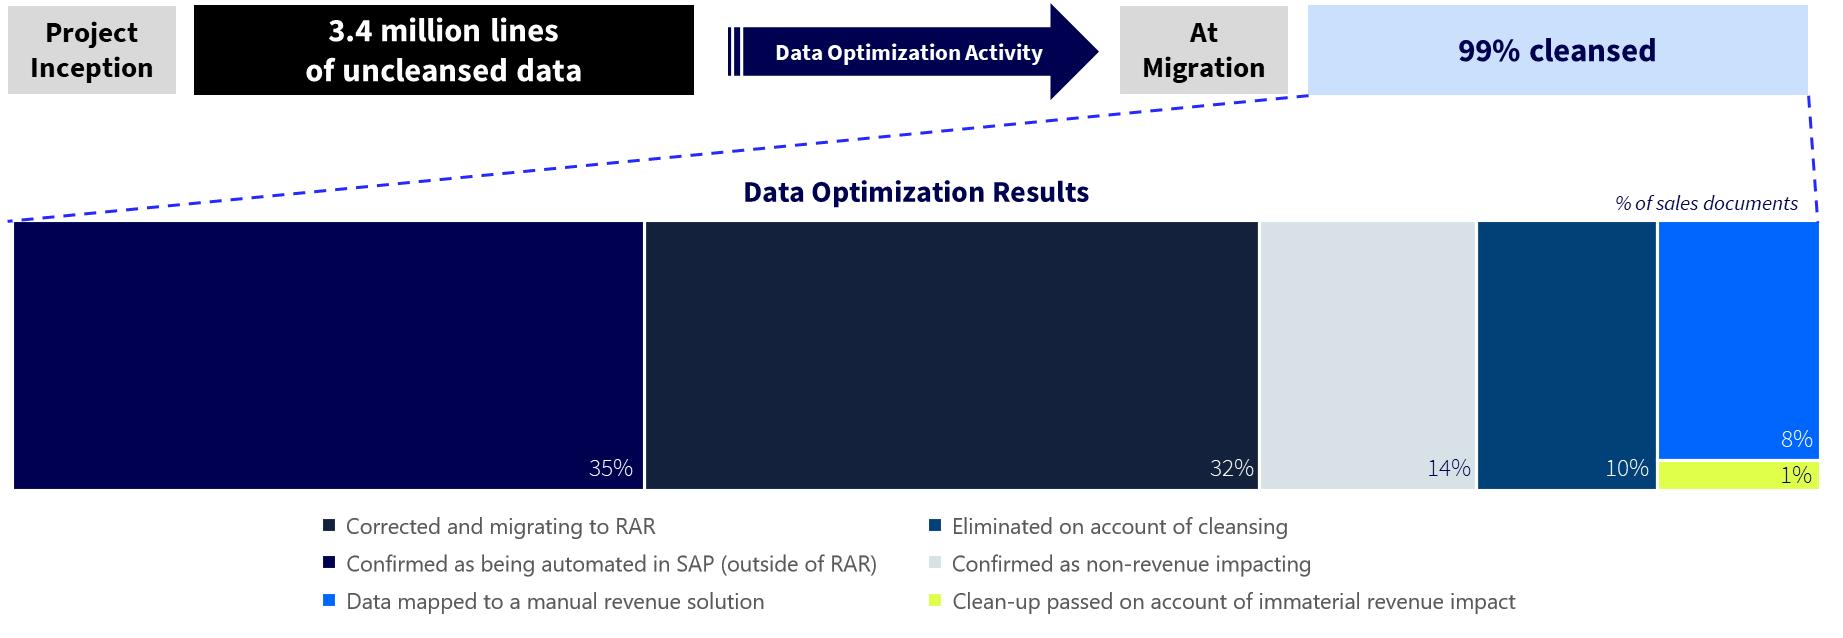 Project
Inception
3.4 million lines
of uncleansed data
Data Optimization Activity
At
Migration
99% cleansed
Data Optimization Results
% of sales documents
35%
32%
14%
10%
8%
1%
Corrected and migrating to RAR
Confirmed as being automated in SAP (outside of RAR)
Data mapped to a manual revenue solution
Eliminated on account of cleansing
Confirmed as non-revenue impacting
Clean-up passed on account of immaterial revenue impact